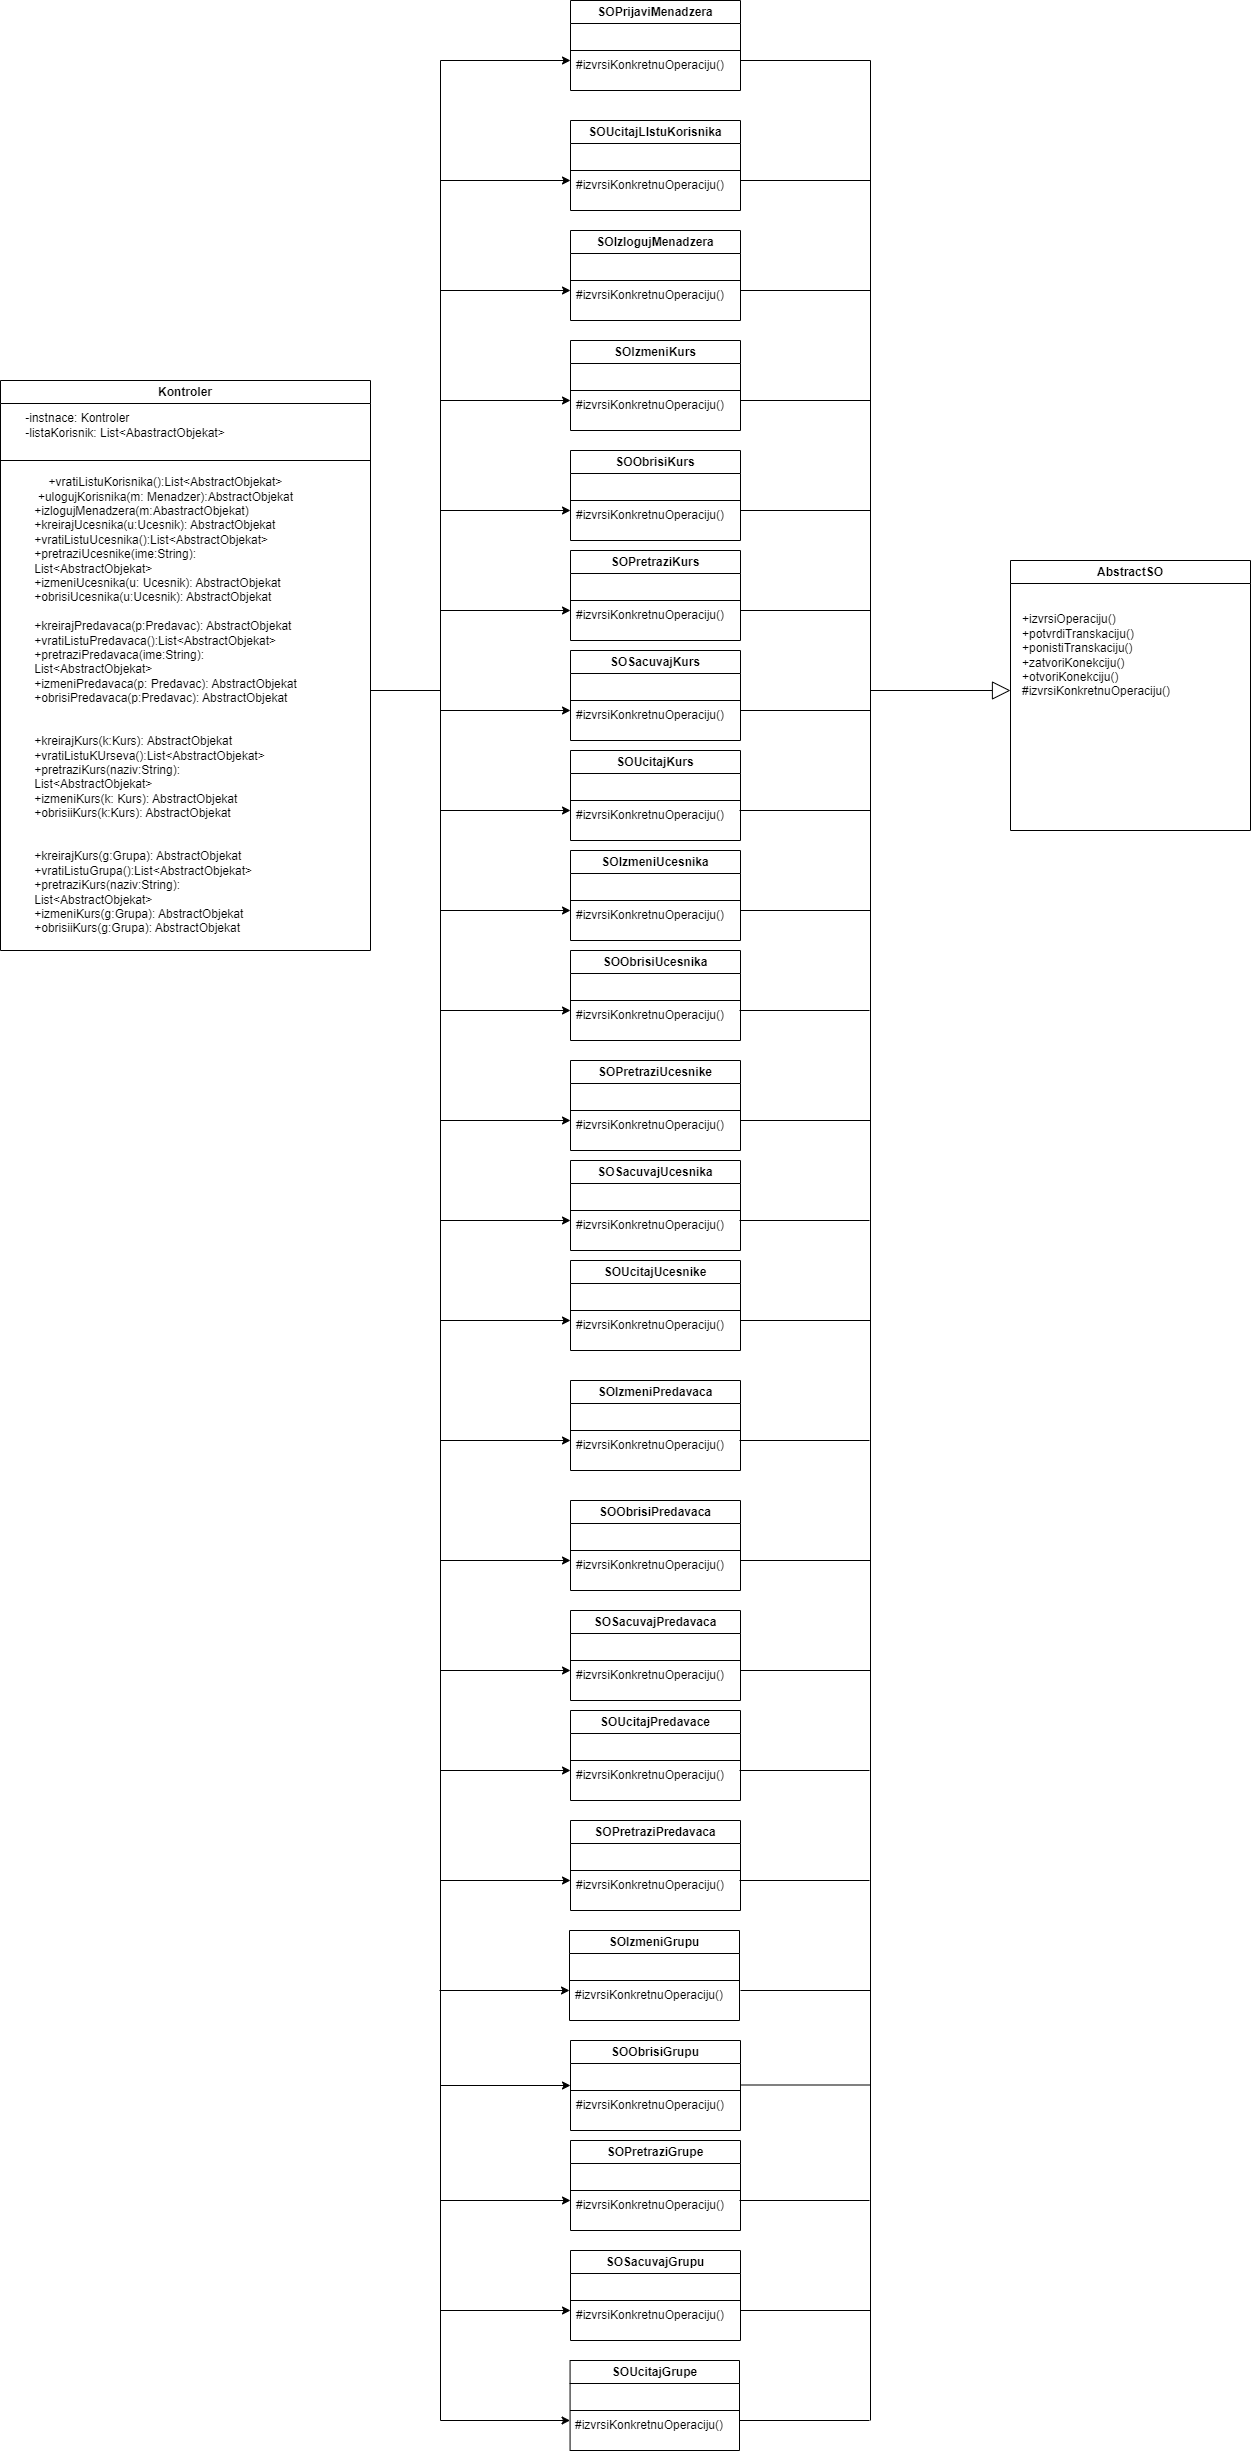 SOPrijaviMenadzera
#izvrsiKonkretnuOperaciju()
SOUcitajLIstuKorisnika
#izvrsiKonkretnuOperaciju()
SOIzlogujMenadzera
#izvrsiKonkretnuOperaciju()
SOIzmeniKurs
#izvrsiKonkretnuOperaciju()
Kontroler
-instnace: Kontroler
-listaKorisnik: List<AbastractObjekat>
+vratiListuKorisnika():List<AbstractObjekat>
+ulogujKorisnika(m: Menadzer):AbstractObjekat
+izlogujMenadzera(m:AbastractObjekat)
+kreirajUcesnika(u:Ucesnik): AbstractObjekat
+vratiListuUcesnika():List<AbstractObjekat>
+pretraziUcesnike(ime:String):
List<AbstractObjekat>
+izmeniUcesnika(u: Ucesnik): AbstractObjekat
+obrisiUcesnika(u:Ucesnik): AbstractObjekat
+kreirajPredavaca(p:Predavac): AbstractObjekat
+vratiListuPredavaca():List<AbstractObjekat>
+pretraziPredavaca(ime:String):
List<AbstractObjekat>
+izmeniPredavaca(p: Predavac): AbstractObjekat
+obrisiPredavaca(p:Predavac): AbstractObjekat
+kreirajKurs(k:Kurs): AbstractObjekat
+vratiListuKUrseva():List<AbstractObjekat>
+pretraziKurs(naziv:String):
List<AbstractObjekat>
+izmeniKurs(k: Kurs): AbstractObjekat
+obrisiiKurs(k:Kurs): AbstractObjekat
+kreirajKurs(g:Grupa): AbstractObjekat
+vratiListuGrupa():List<AbstractObjekat>
+pretraziKurs(naziv:String):
List<AbstractObjekat>
+izmeniKurs(g:Grupa): AbstractObjekat
+obrisiiKurs(g:Grupa): AbstractObjekat
SOObrisiKurs
#izvrsiKonkretnuOperaciju()
SOPretraziKurs
#izvrsiKonkretnuOperaciju()
AbstractSO
+izvrsiOperaciju()
+potvrdiTranskaciju()
+ponistiTranskaciju()
+zatvoriKonekciju()
+otvoriKonekciju()
#izvrsiKonkretnuOperaciju()
SOSacuvajKurs
#izvrsiKonkretnuOperaciju()
SOUcitajKurs
#izvrsiKonkretnuOperaciju()
SOIzmeniUcesnika
#izvrsiKonkretnuOperaciju()
SOObrisiUcesnika
#izvrsiKonkretnuOperaciju()
SOPretraziUcesnike
#izvrsiKonkretnuOperaciju()
SOSacuvajUcesnika
#izvrsiKonkretnuOperaciju()
SOUcitajUcesnike
#izvrsiKonkretnuOperaciju()
SOIzmeniPredavaca
#izvrsiKonkretnuOperaciju()
SOObrisiPredavaca
#izvrsiKonkretnuOperaciju()
SOSacuvajPredavaca
#izvrsiKonkretnuOperaciju()
SOUcitajPredavace
#izvrsiKonkretnuOperaciju()
SOPretraziPredavaca
#izvrsiKonkretnuOperaciju()
SOIzmeniGrupu
#izvrsiKonkretnuOperaciju()
SOObrisiGrupu
#izvrsiKonkretnuOperaciju()
SOPretraziGrupe
#izvrsiKonkretnuOperaciju()
SOSacuvajGrupu
#izvrsiKonkretnuOperaciju()
SOUcitajGrupe
#izvrsiKonkretnuOperaciju()